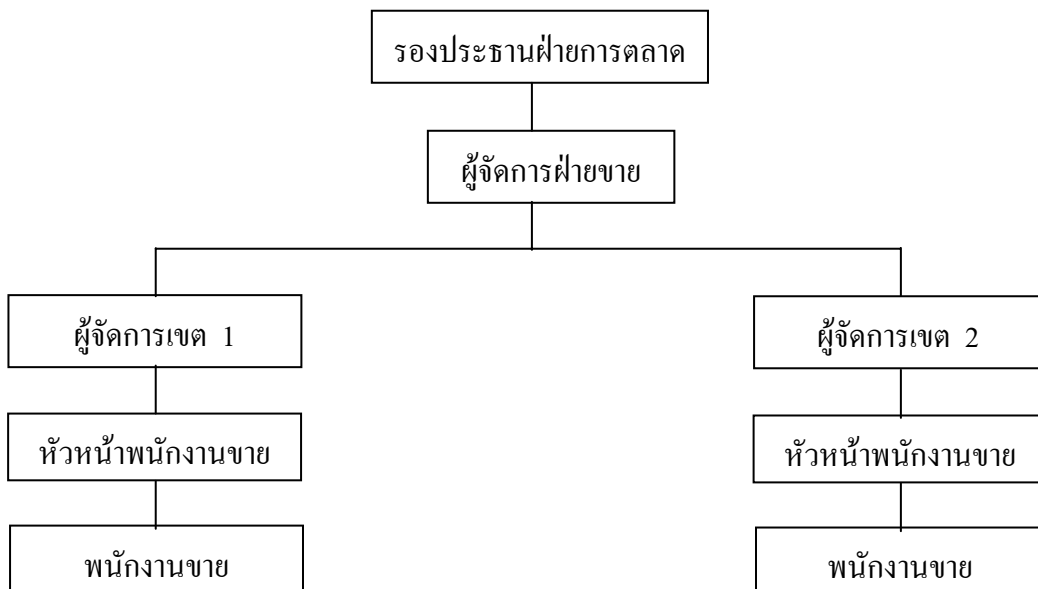 รองประธานฝ่ายการตลาด
ผู้จัดการฝ่ายขาย
ผู้จัดการเขต 1
ผู้จัดการเขต 2
หัวหน้าพนักงานขาย
หัวหน้าพนักงานขาย
พนักงานขาย
พนักงานขาย